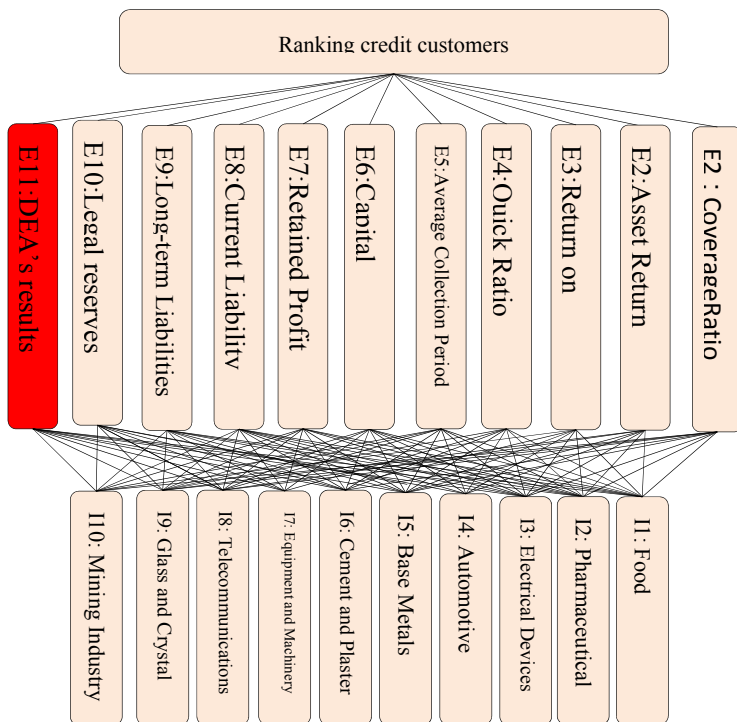 Ranking credit customers
E11:DEA’s results
E10:Legal reserves
E9:Long-term Liabilities
E8:Current Liability
E7:Retained Profit
E6:Capital
E5:Average Collection Period
E4:Quick Ratio
E3:Return on
E2:Asset Return
E2 : CoverageRatio
I10: Mining Industry
I9: Glass and Crystal
I8: Telecommunications
I7: Equipment and Machinery
I6: Cement and Plaster
I5: Base Metals
I4: Automotive
I3: Electrical Devices
I2: Pharmaceutical
I1: Food